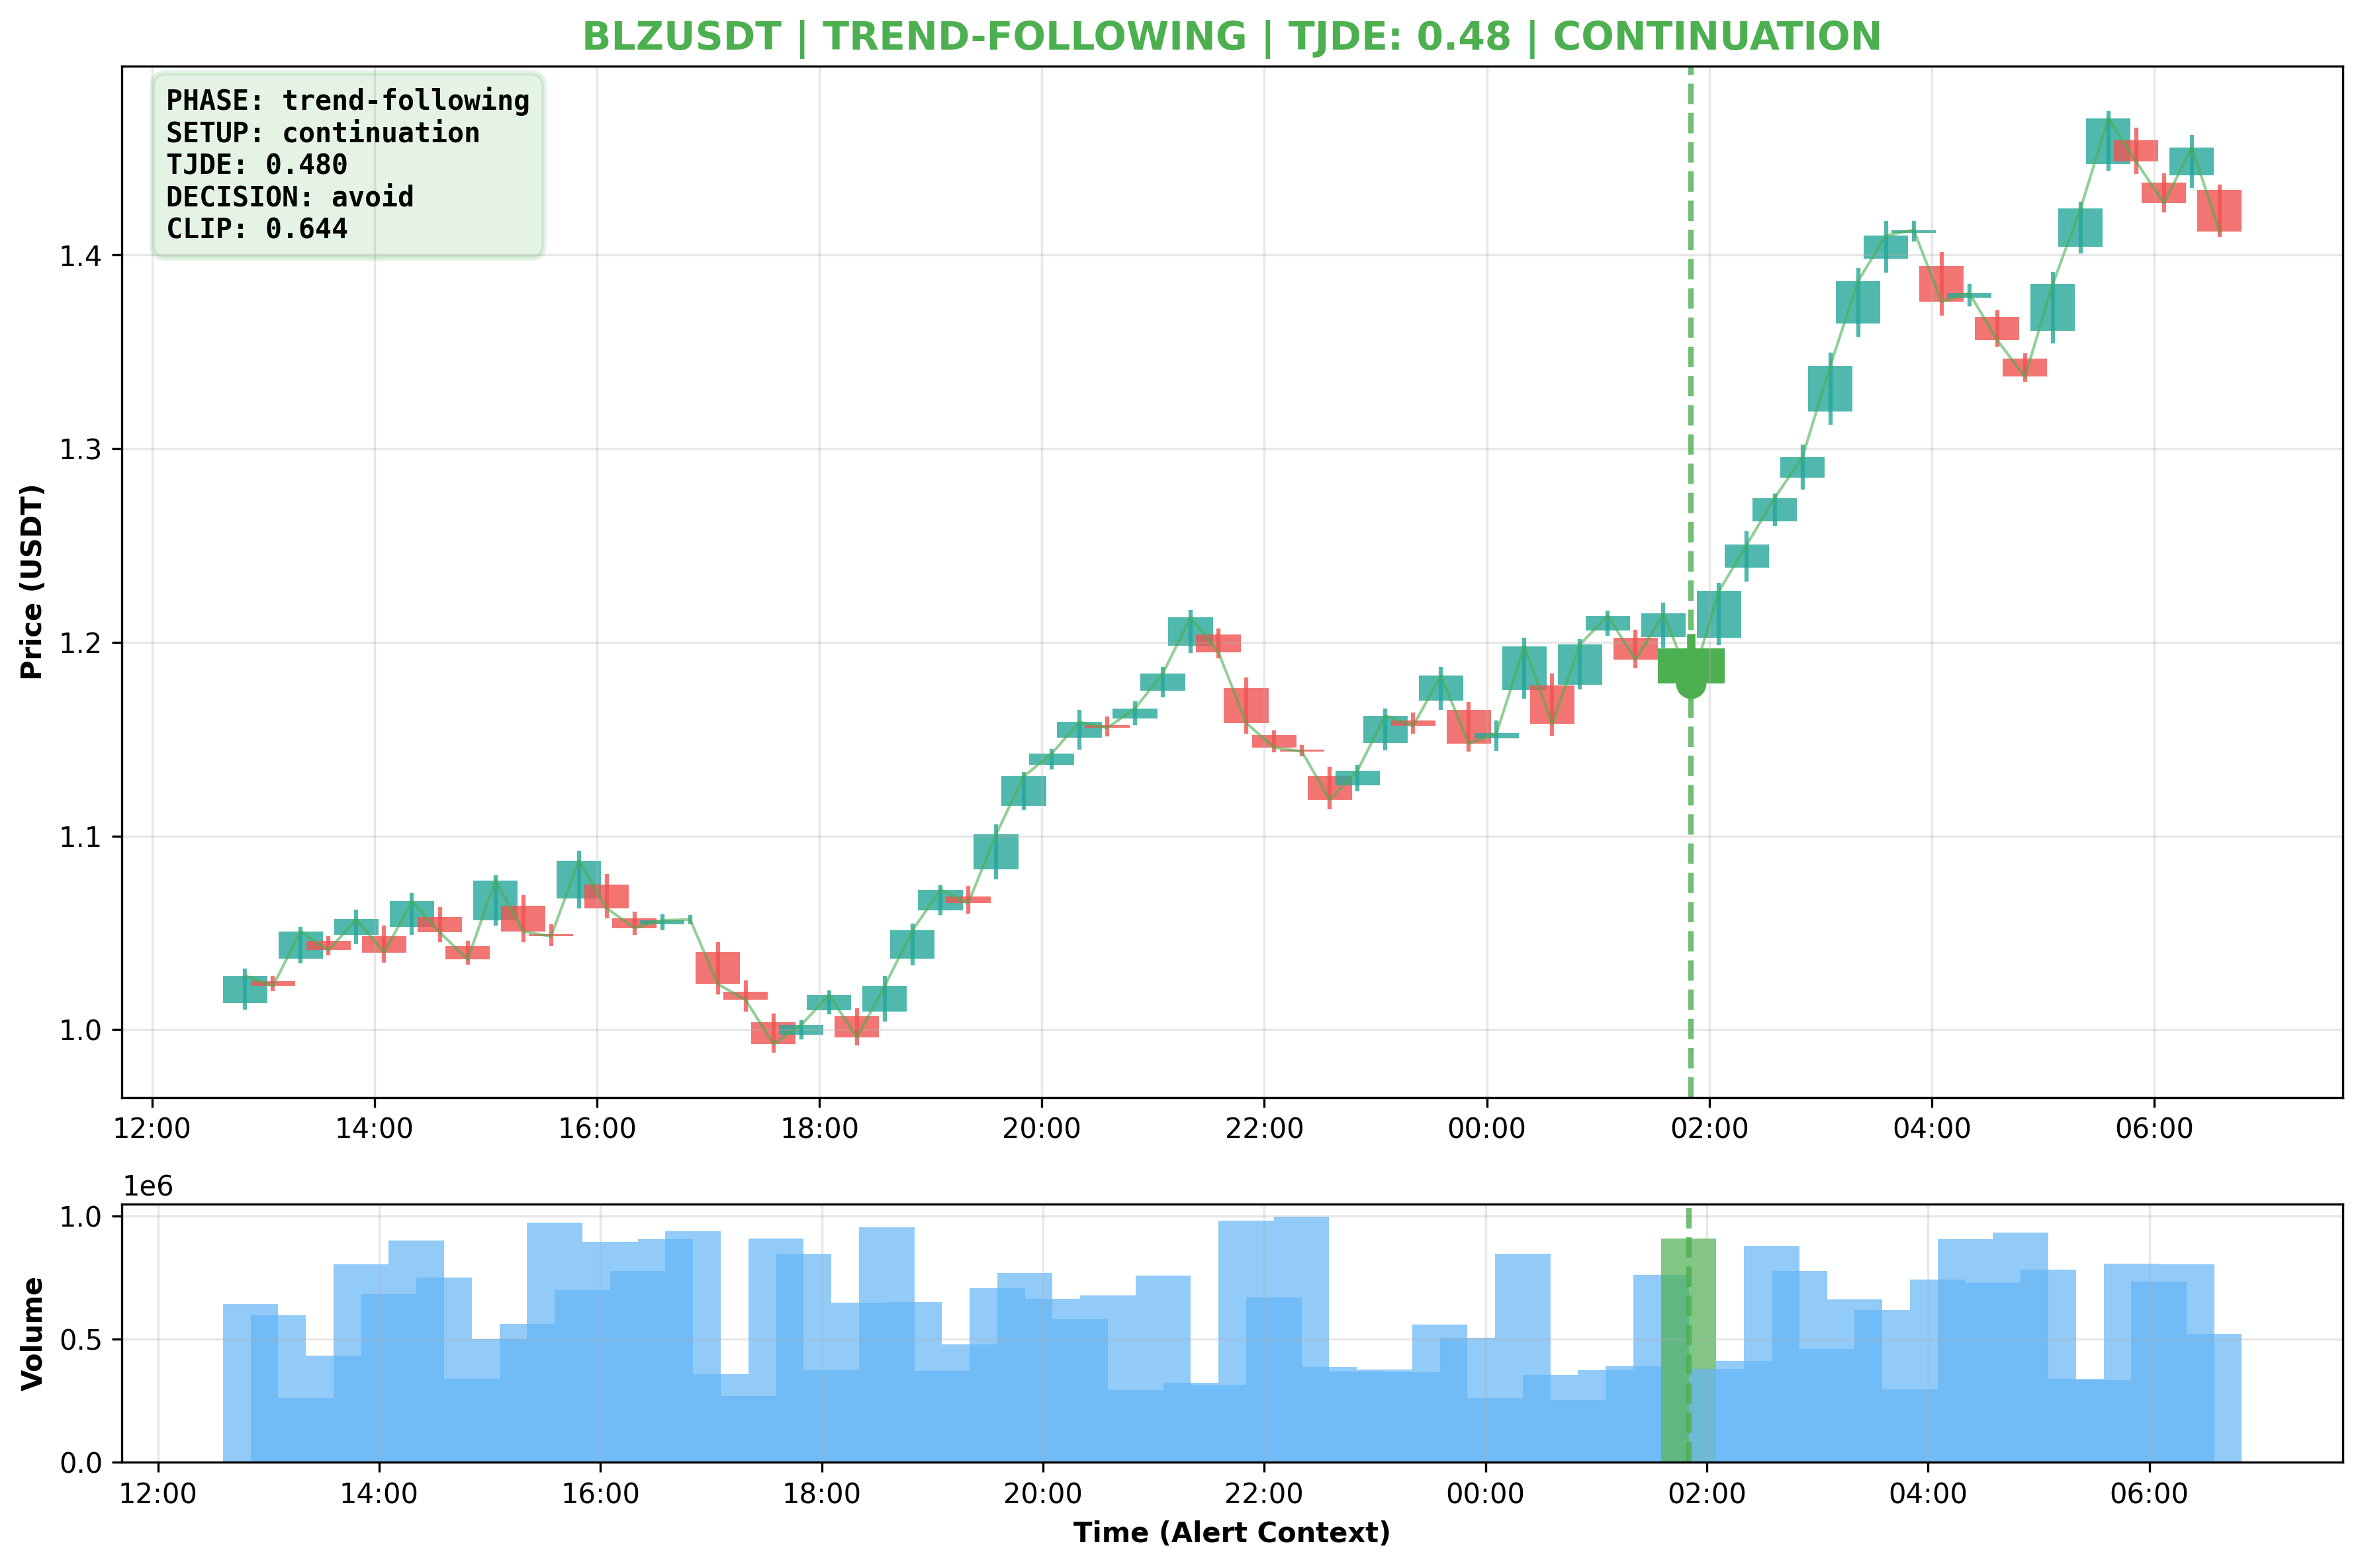 BLZUSDT | TREND-FOLLOWING | TJDE: 0.48 | CONTINUATION
PHASE: trend-following
SETUP: continuation
TJDE: 0.480
DECISION: avoid
CLIP: 0.644
Price (USDT)
1.4
1.3
1.2
1.1
1.0
12:00 14:00 16:00 18:00 20:00 22:00 00:00 02:00 04:00 06:00
1e6
Volume
1.0
0.5
0.0
12:00 14:00 16:00 18:00 20:00 22:00 00:00 02:00 04:00 06:00
Time (Alert Context)